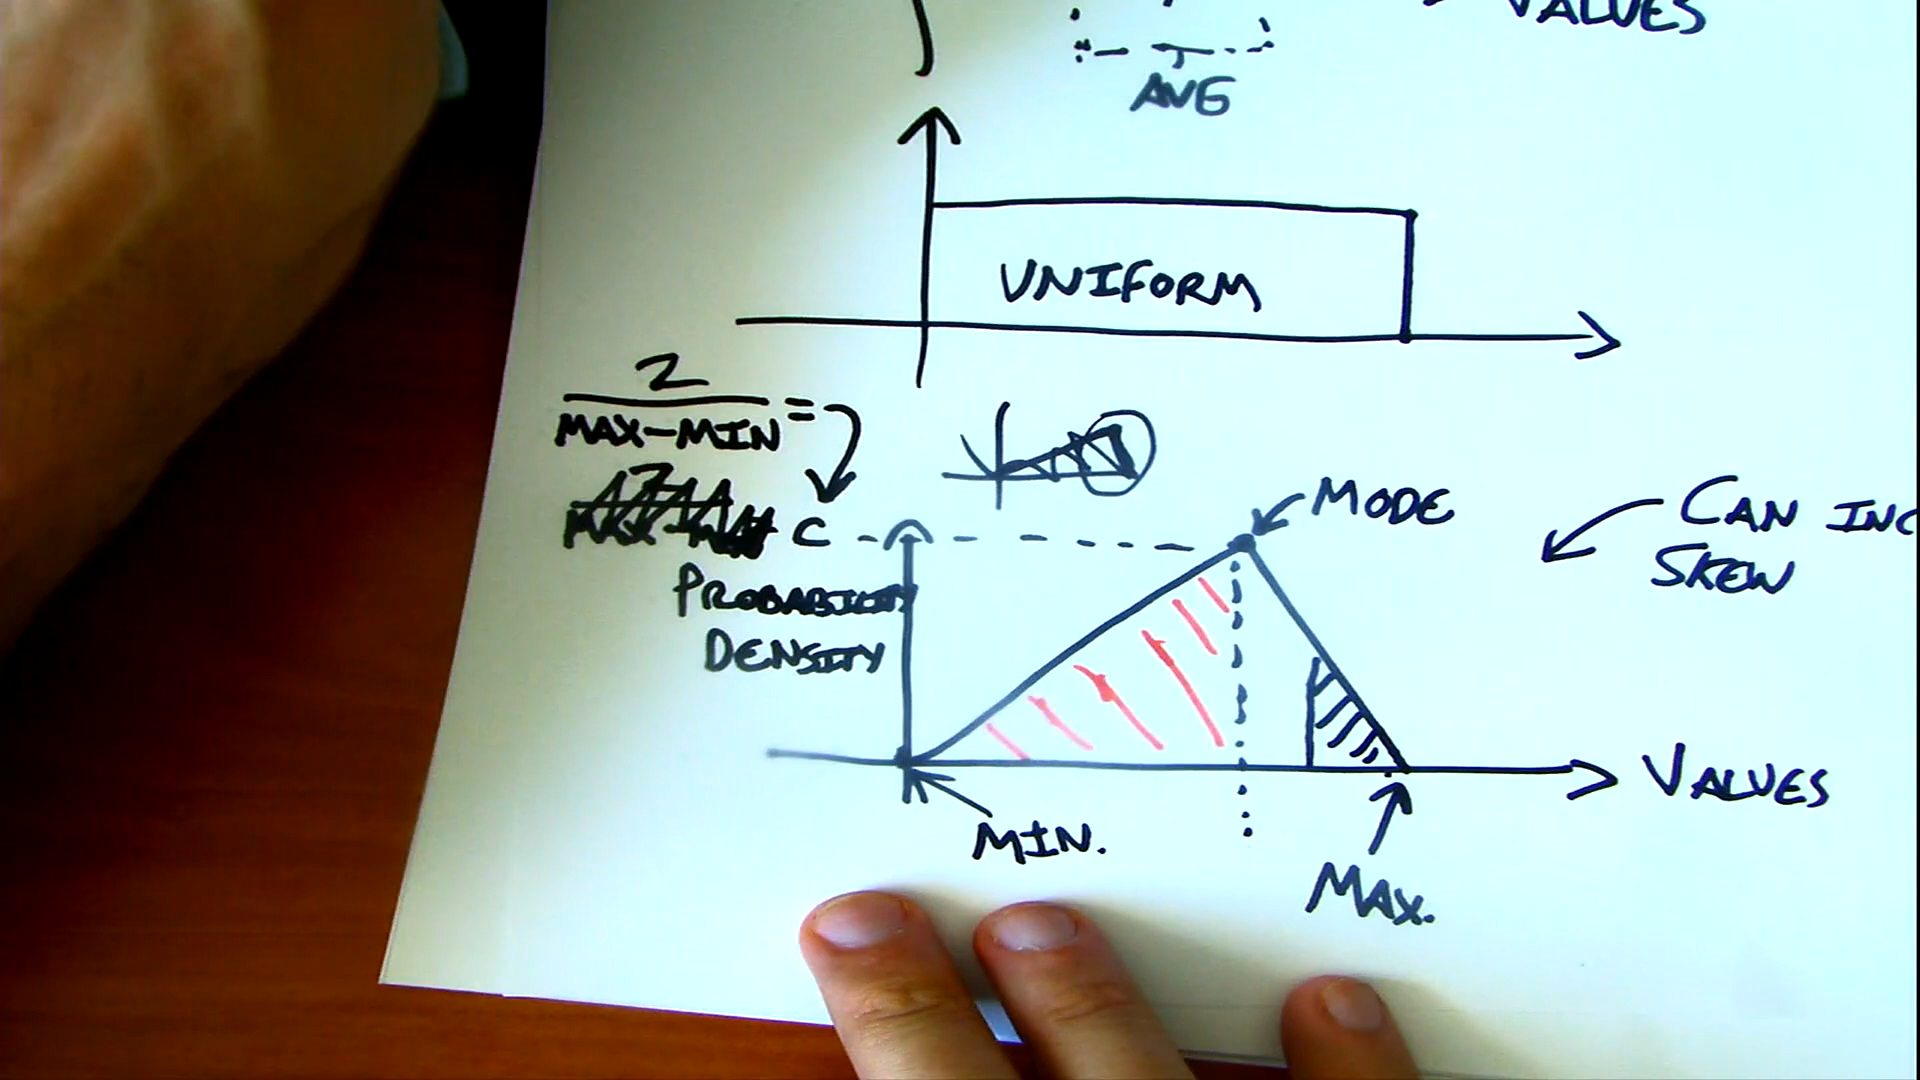 VALUES
AVG
UNIFORM
2
MAX-MIN =
C
MODE
CAN INC
SKEW
PROBABILITY
DENSITY
VALUES
MIN.
MAX.